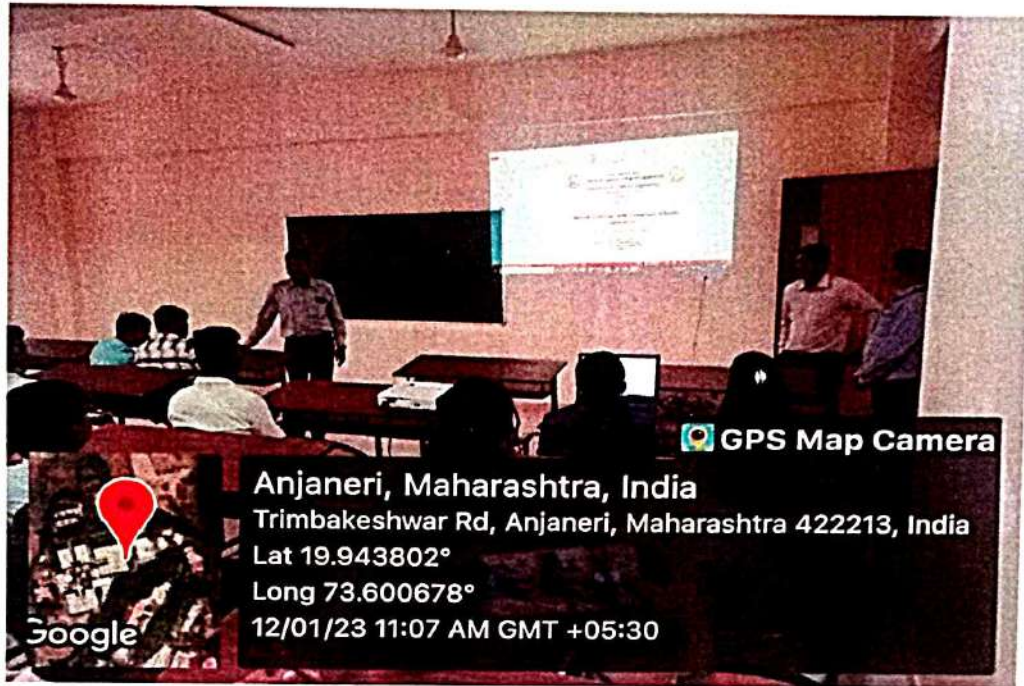 GPS Map Camera
Anjaneri, Maharashtra, India
Trimbakeshwar Rd, Anjaneri, Maharashtra 422213, India
Lat 19.943802°
Long 73.600678°
12/01/23 11:07 AM GMT +05:30
Google